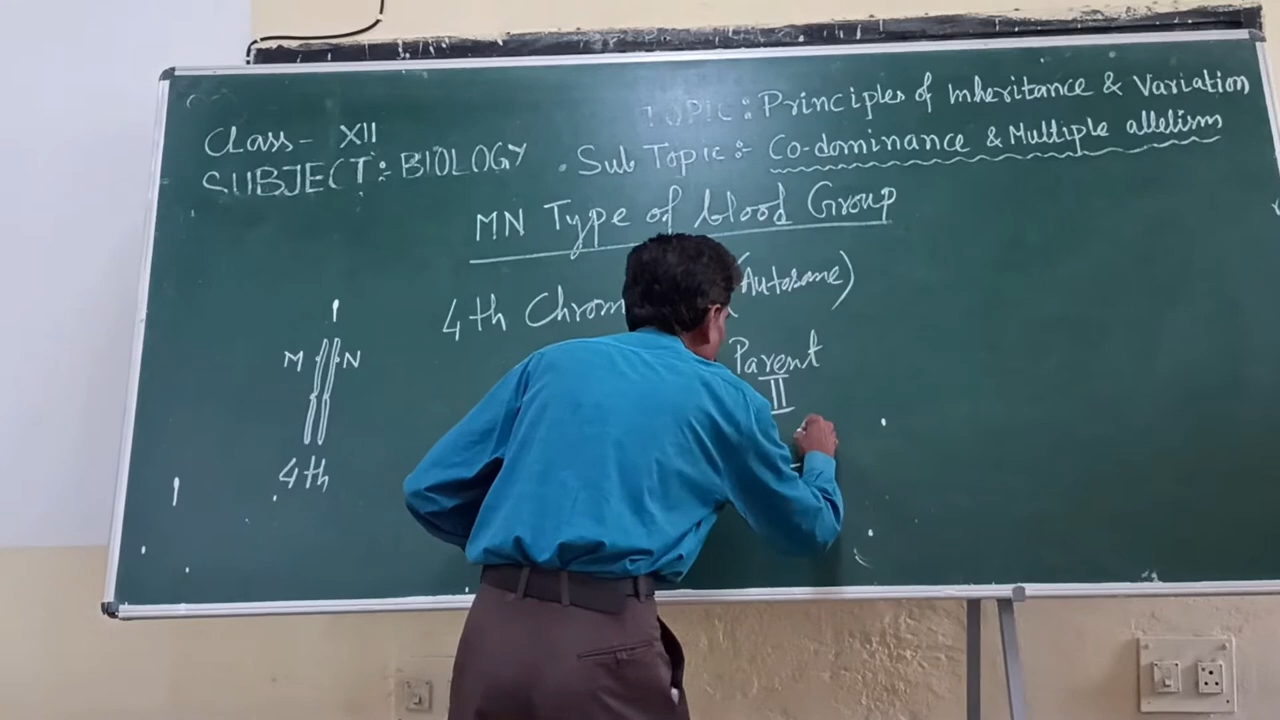 TOPIC: Principles of Inheritance & Variation
Class- XII
SUBJECT:- BIOLOGY
Sub Topic:- Co-dominance & Multiple allelism
MN Type of blood Group
4th Chrom (Autosome)
M N
Parent
II
4th